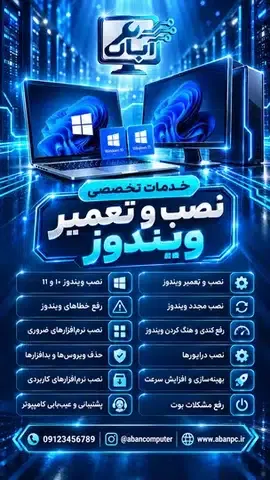 آبان
Windows 10
Windows 11
خدمات تخصصی
نصب و تعمیر
ویندوز
نصب و تعمیر ویندوز
نصب ویندوز ۱۰ و ۱۱
نصب مجدد ویندوز
رفع خطاهای ویندوز
رفع کندی و هنگ کردن ویندوز
نصب نرم‌افزارهای ضروری
نصب درایورها
حذف ویروس‌ها و بدافزارها
بهینه‌سازی و افزایش سرعت
نصب نرم‌افزارهای کاربردی
رفع مشکلات بوت
پشتیبانی و عیب‌یابی کامپیوتر
09123456789
@abancomputer
www.abanpc.ir